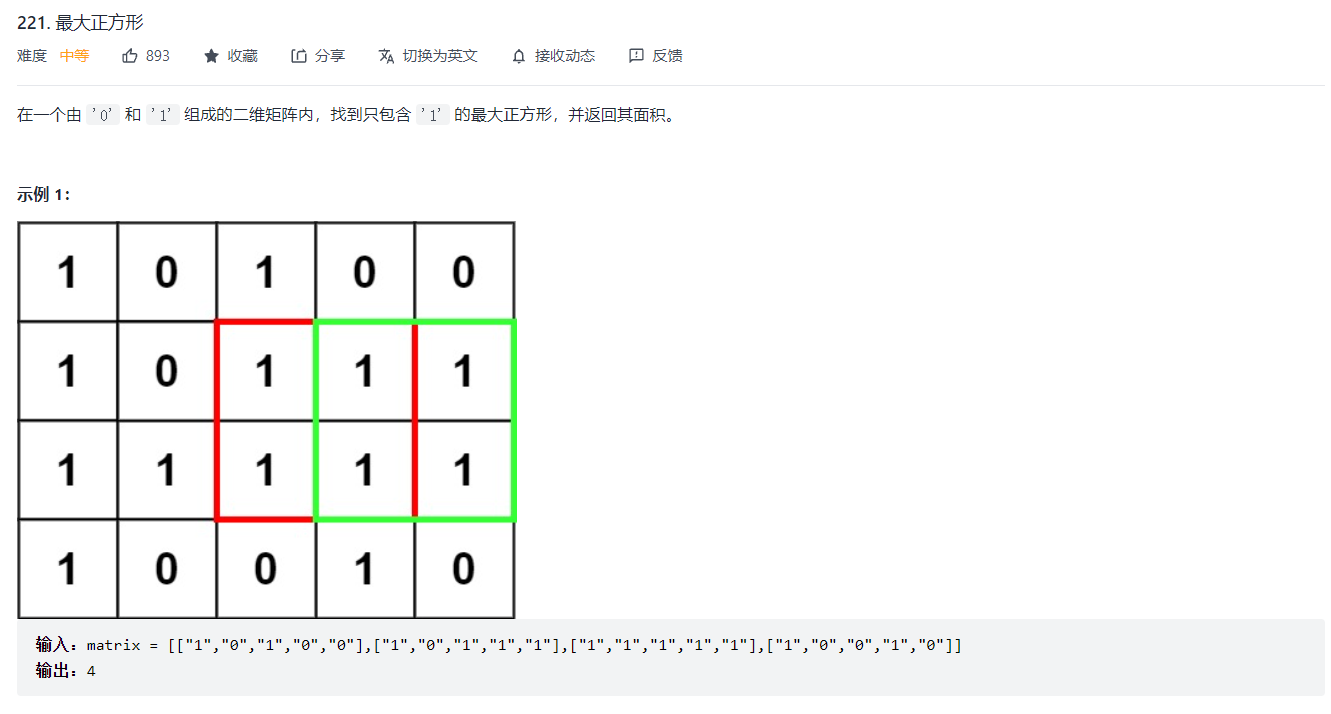 221. 最大正方形
难度 中等 893 收藏 分享 切换为英文 接收动态 反馈
在一个由 '0' 和 '1' 组成的二维矩阵内，找到只包含 '1' 的最大正方形，并返回其面积。
示例 1：
1 0 1 0 0
1 0 1 1 1
1 1 1 1 1
1 0 0 1 0
输入：matrix = [["1","0","1","0","0"],["1","0","1","1","1"],["1","1","1","1","1"],["1","0","0","1","0"]]
输出：4